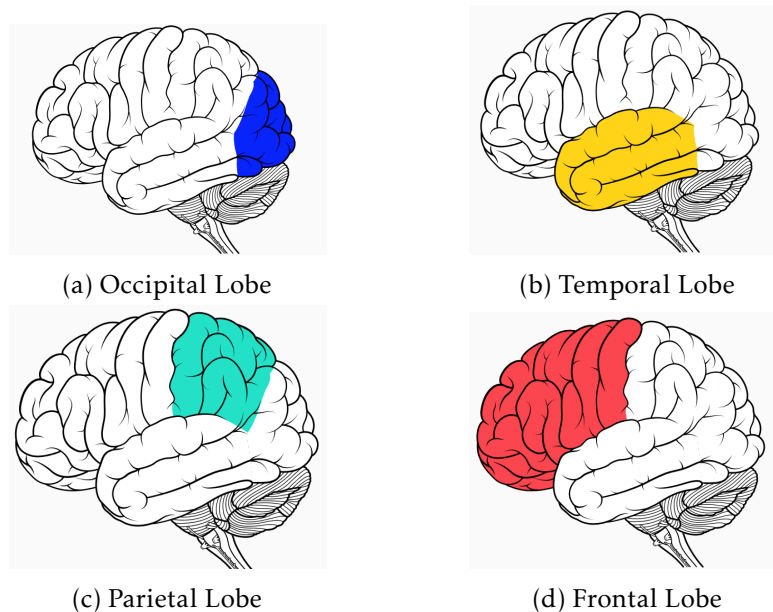 (a) Occipital Lobe
(b) Temporal Lobe
(c) Parietal Lobe
(d) Frontal Lobe